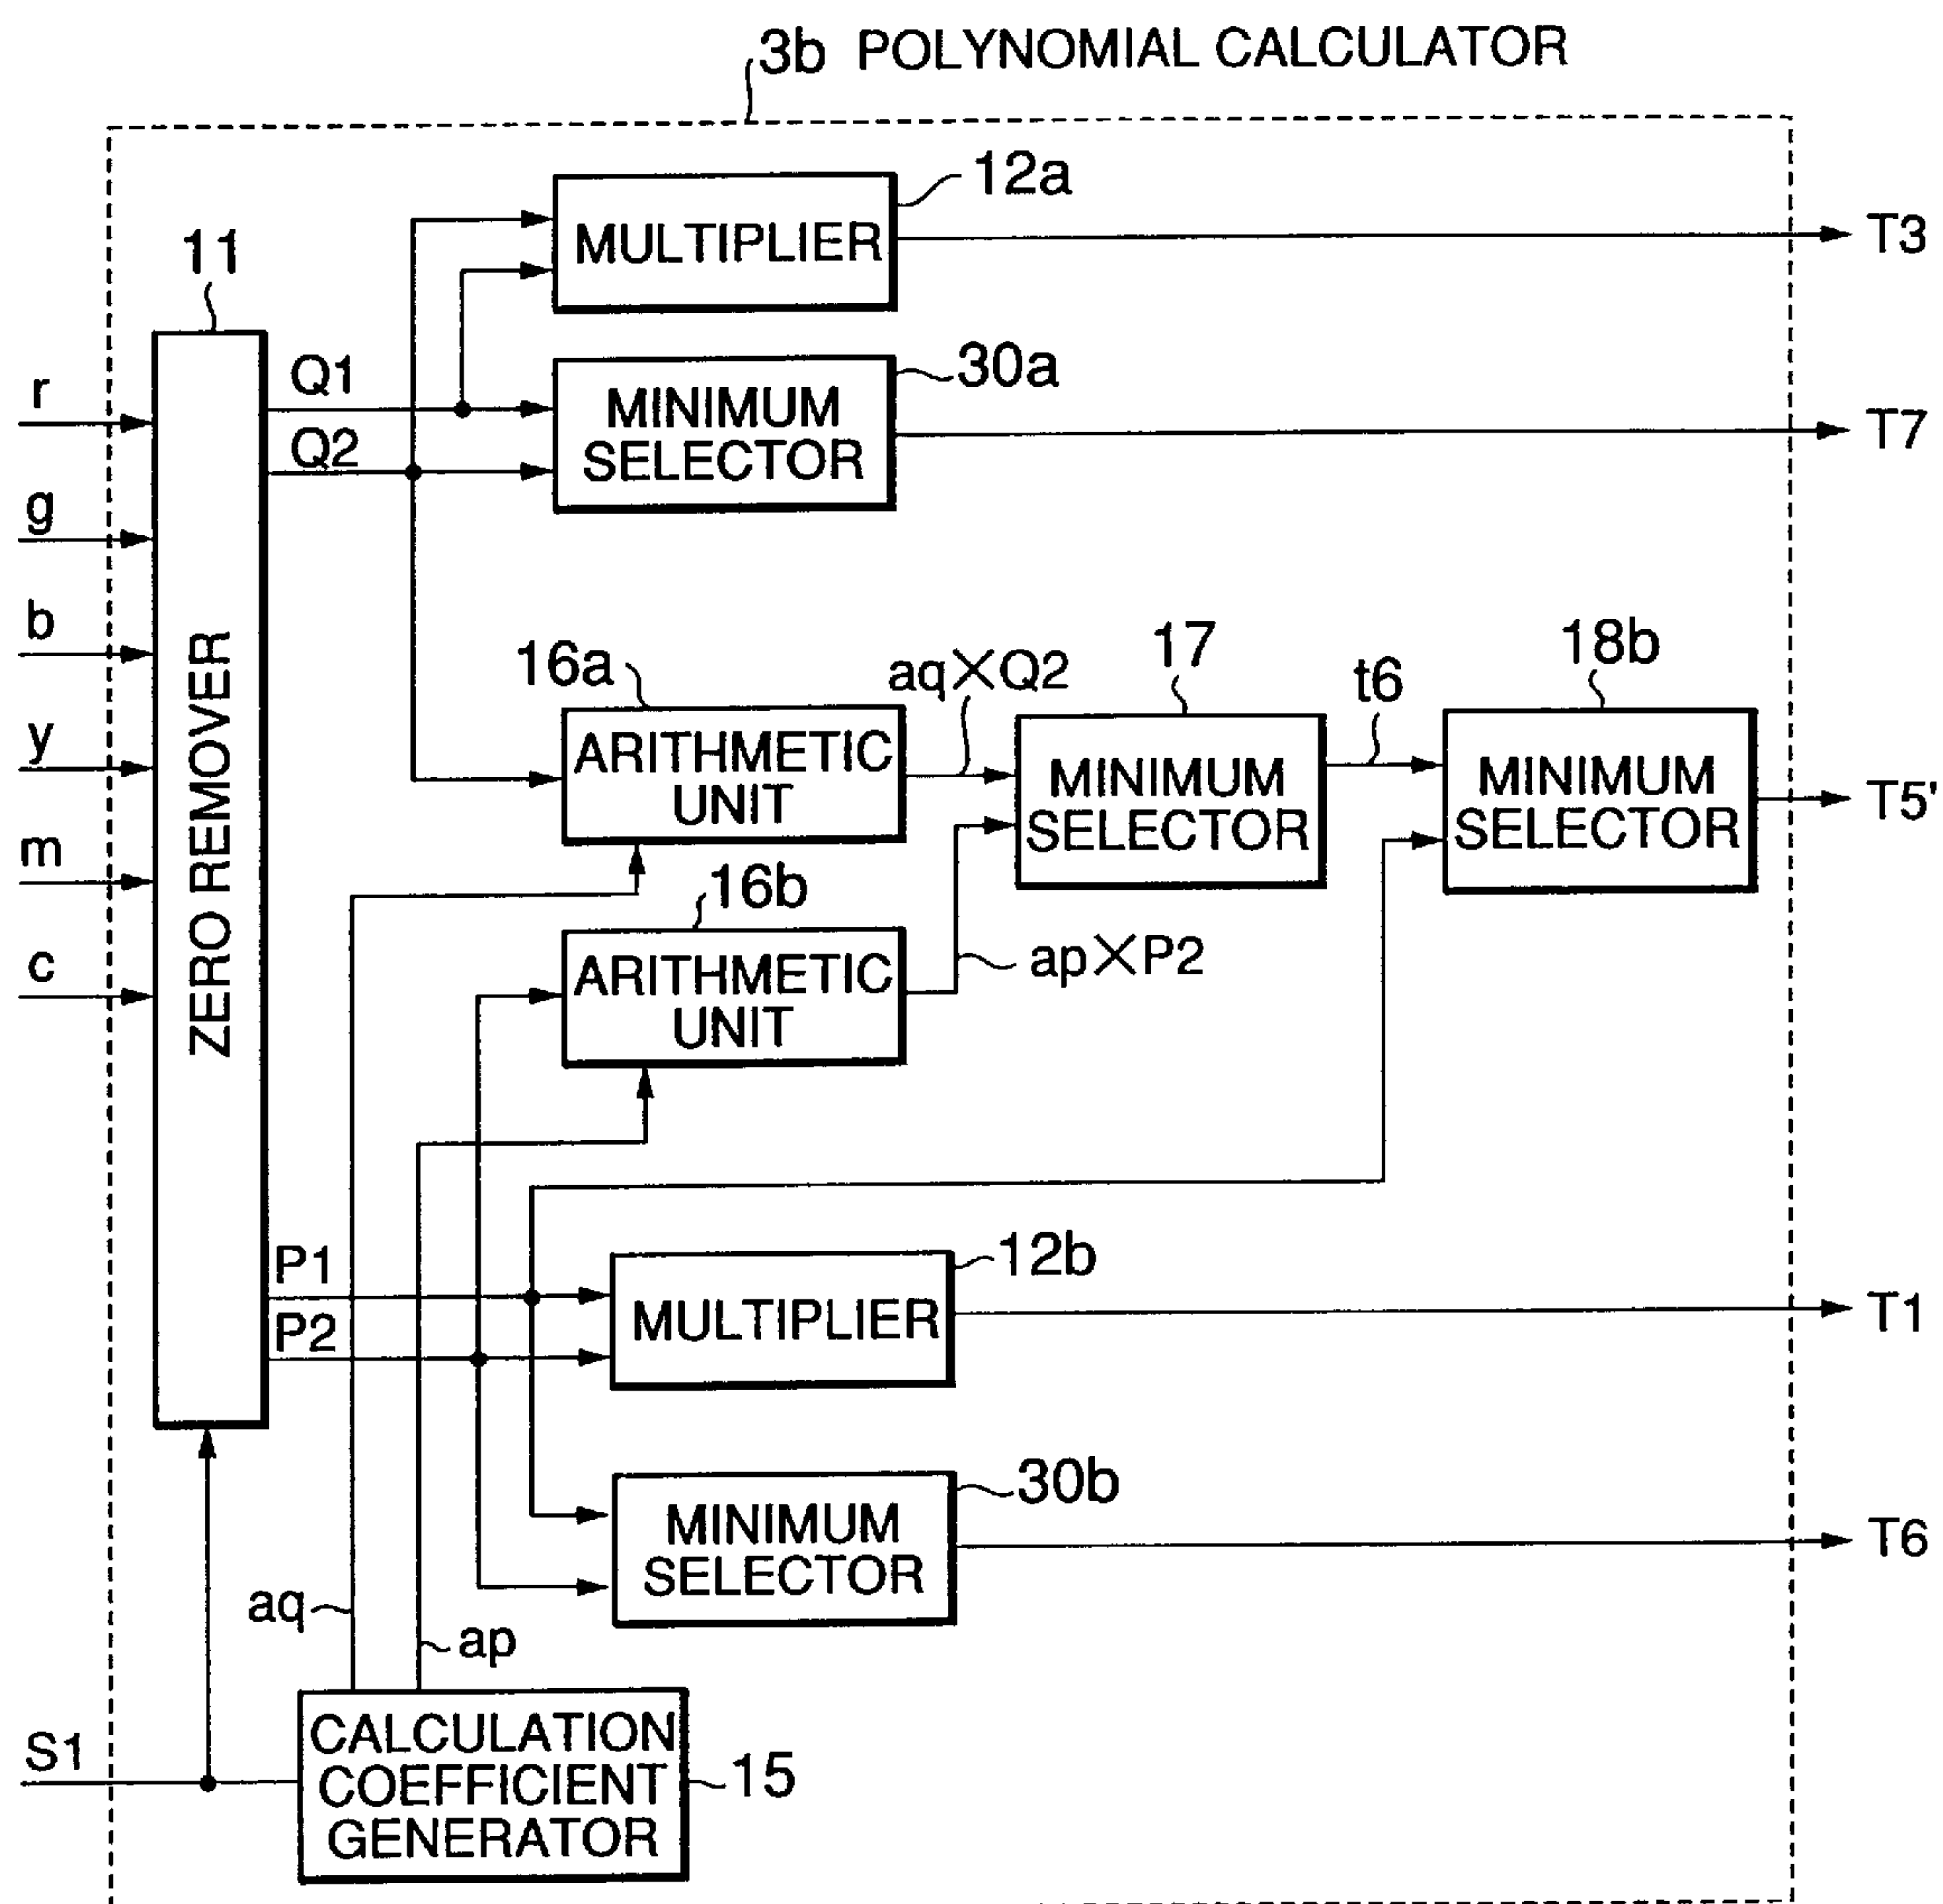 3b POLYNOMIAL CALCULATOR
12a
MULTIPLIER
T3
11
30a
Q1
MINIMUM
SELECTOR
r
Q2
T7
g
b
ZERO REMOVER
y
m
c
16a
aq×Q2
17
t6
18b
ARITHMETIC
UNIT
MINIMUM
SELECTOR
MINIMUM
SELECTOR
T5'
16b
ARITHMETIC
UNIT
ap×P2
P1
P2
12b
MULTIPLIER
T1
30b
MINIMUM
SELECTOR
T6
aq
ap
S1
CALCULATION
COEFFICIENT
GENERATOR
15